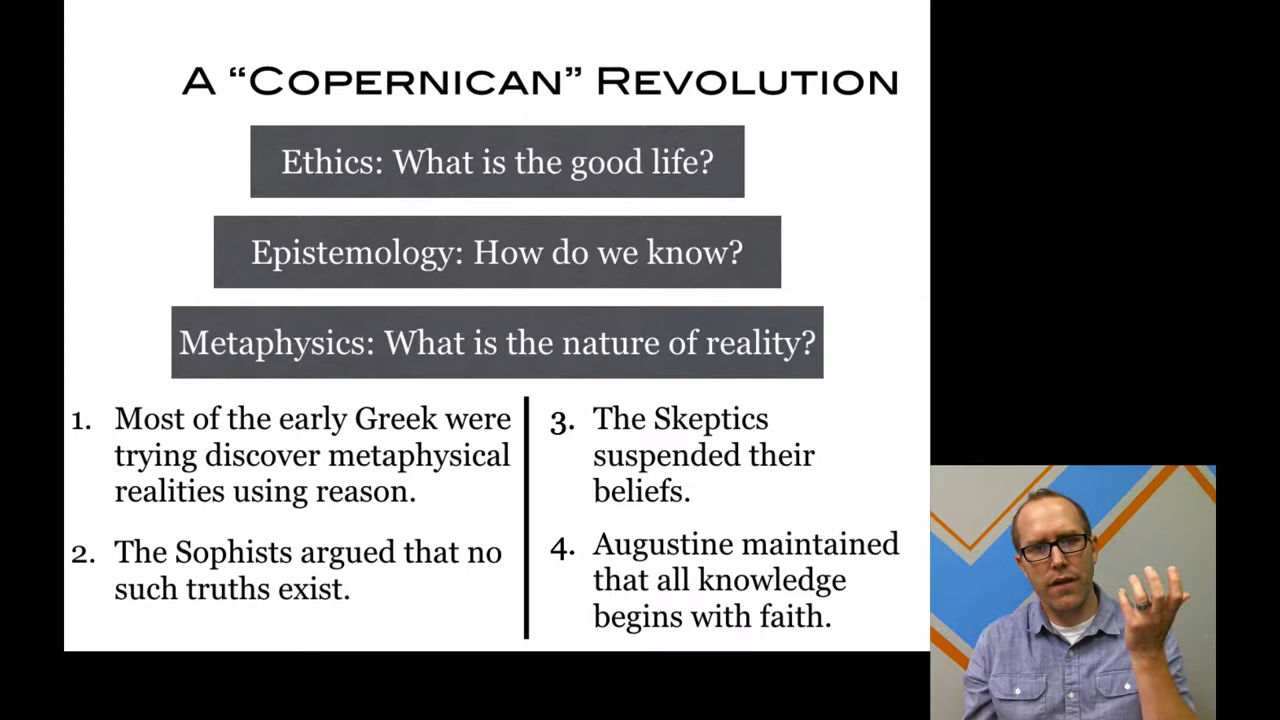 A “Copernican” Revolution
Ethics: What is the good life?
Epistemology: How do we know?
Metaphysics: What is the nature of reality?
1. Most of the early Greek were
trying discover metaphysical
realities using reason.
2. The Sophists argued that no
such truths exist.
3. The Skeptics
suspended their
beliefs.
4. Augustine maintained
that all knowledge
begins with faith.